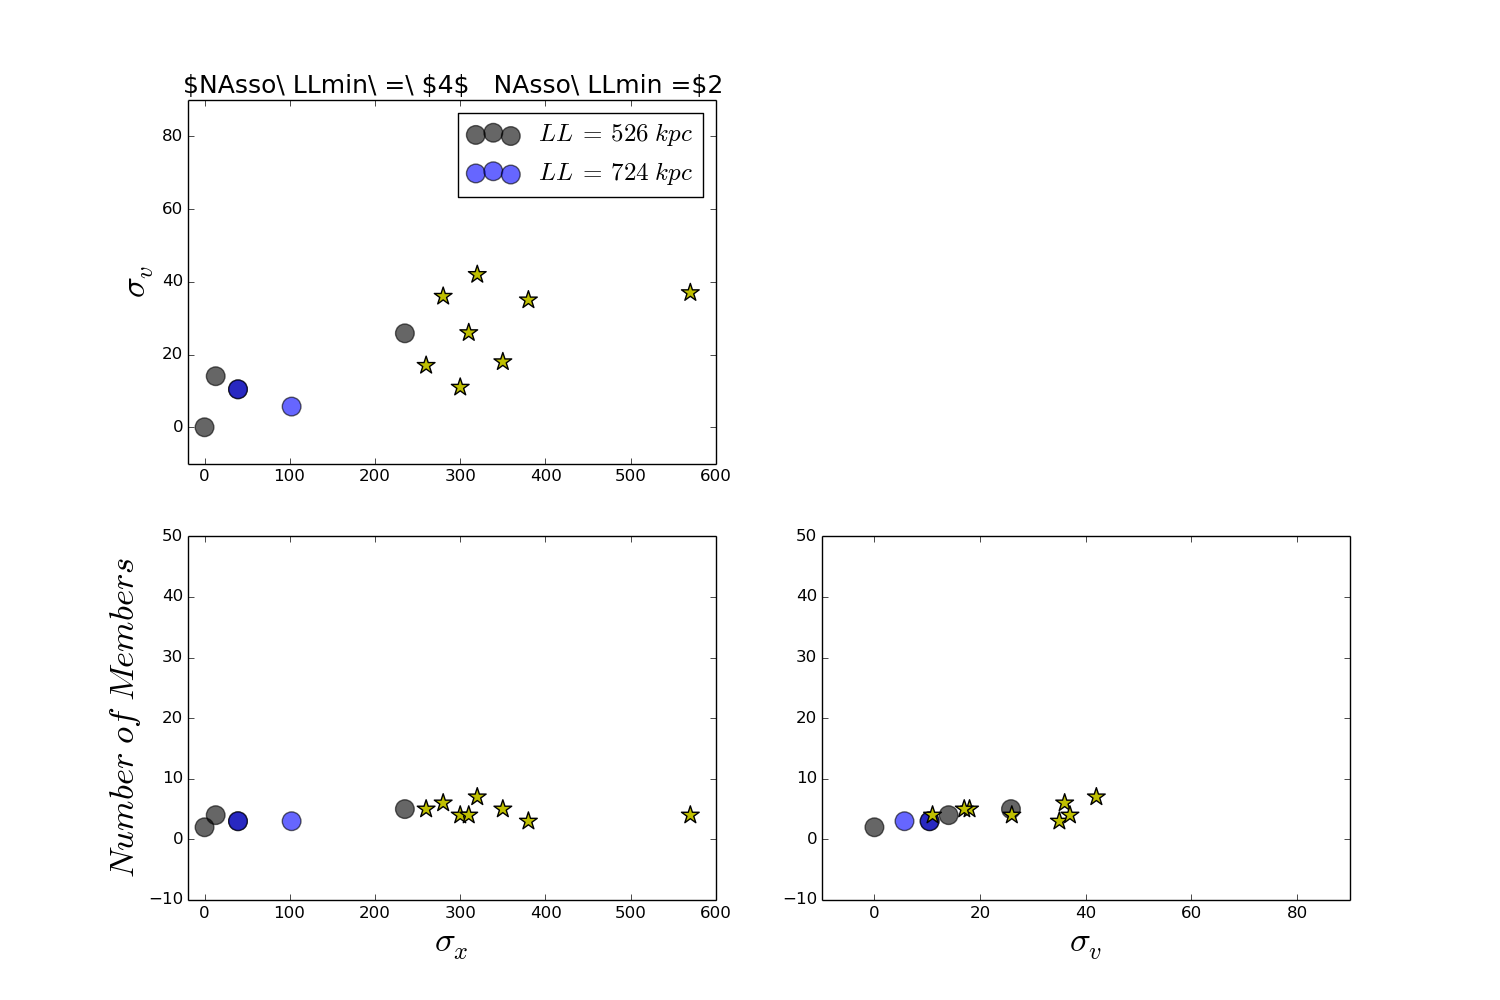 $NAsso\ LLmin\ =\ $4$   NAsso\ LLmin =$2
80
60
40
20
0
σ_v
LL = 526 kpc
LL = 724 kpc
0 100 200 300 400 500 600
50
40
30
20
10
0
−10
Number of Members
0 100 200 300 400 500 600
σ_x
50
40
30
20
10
0
−10
0 20 40 60 80
σ_v